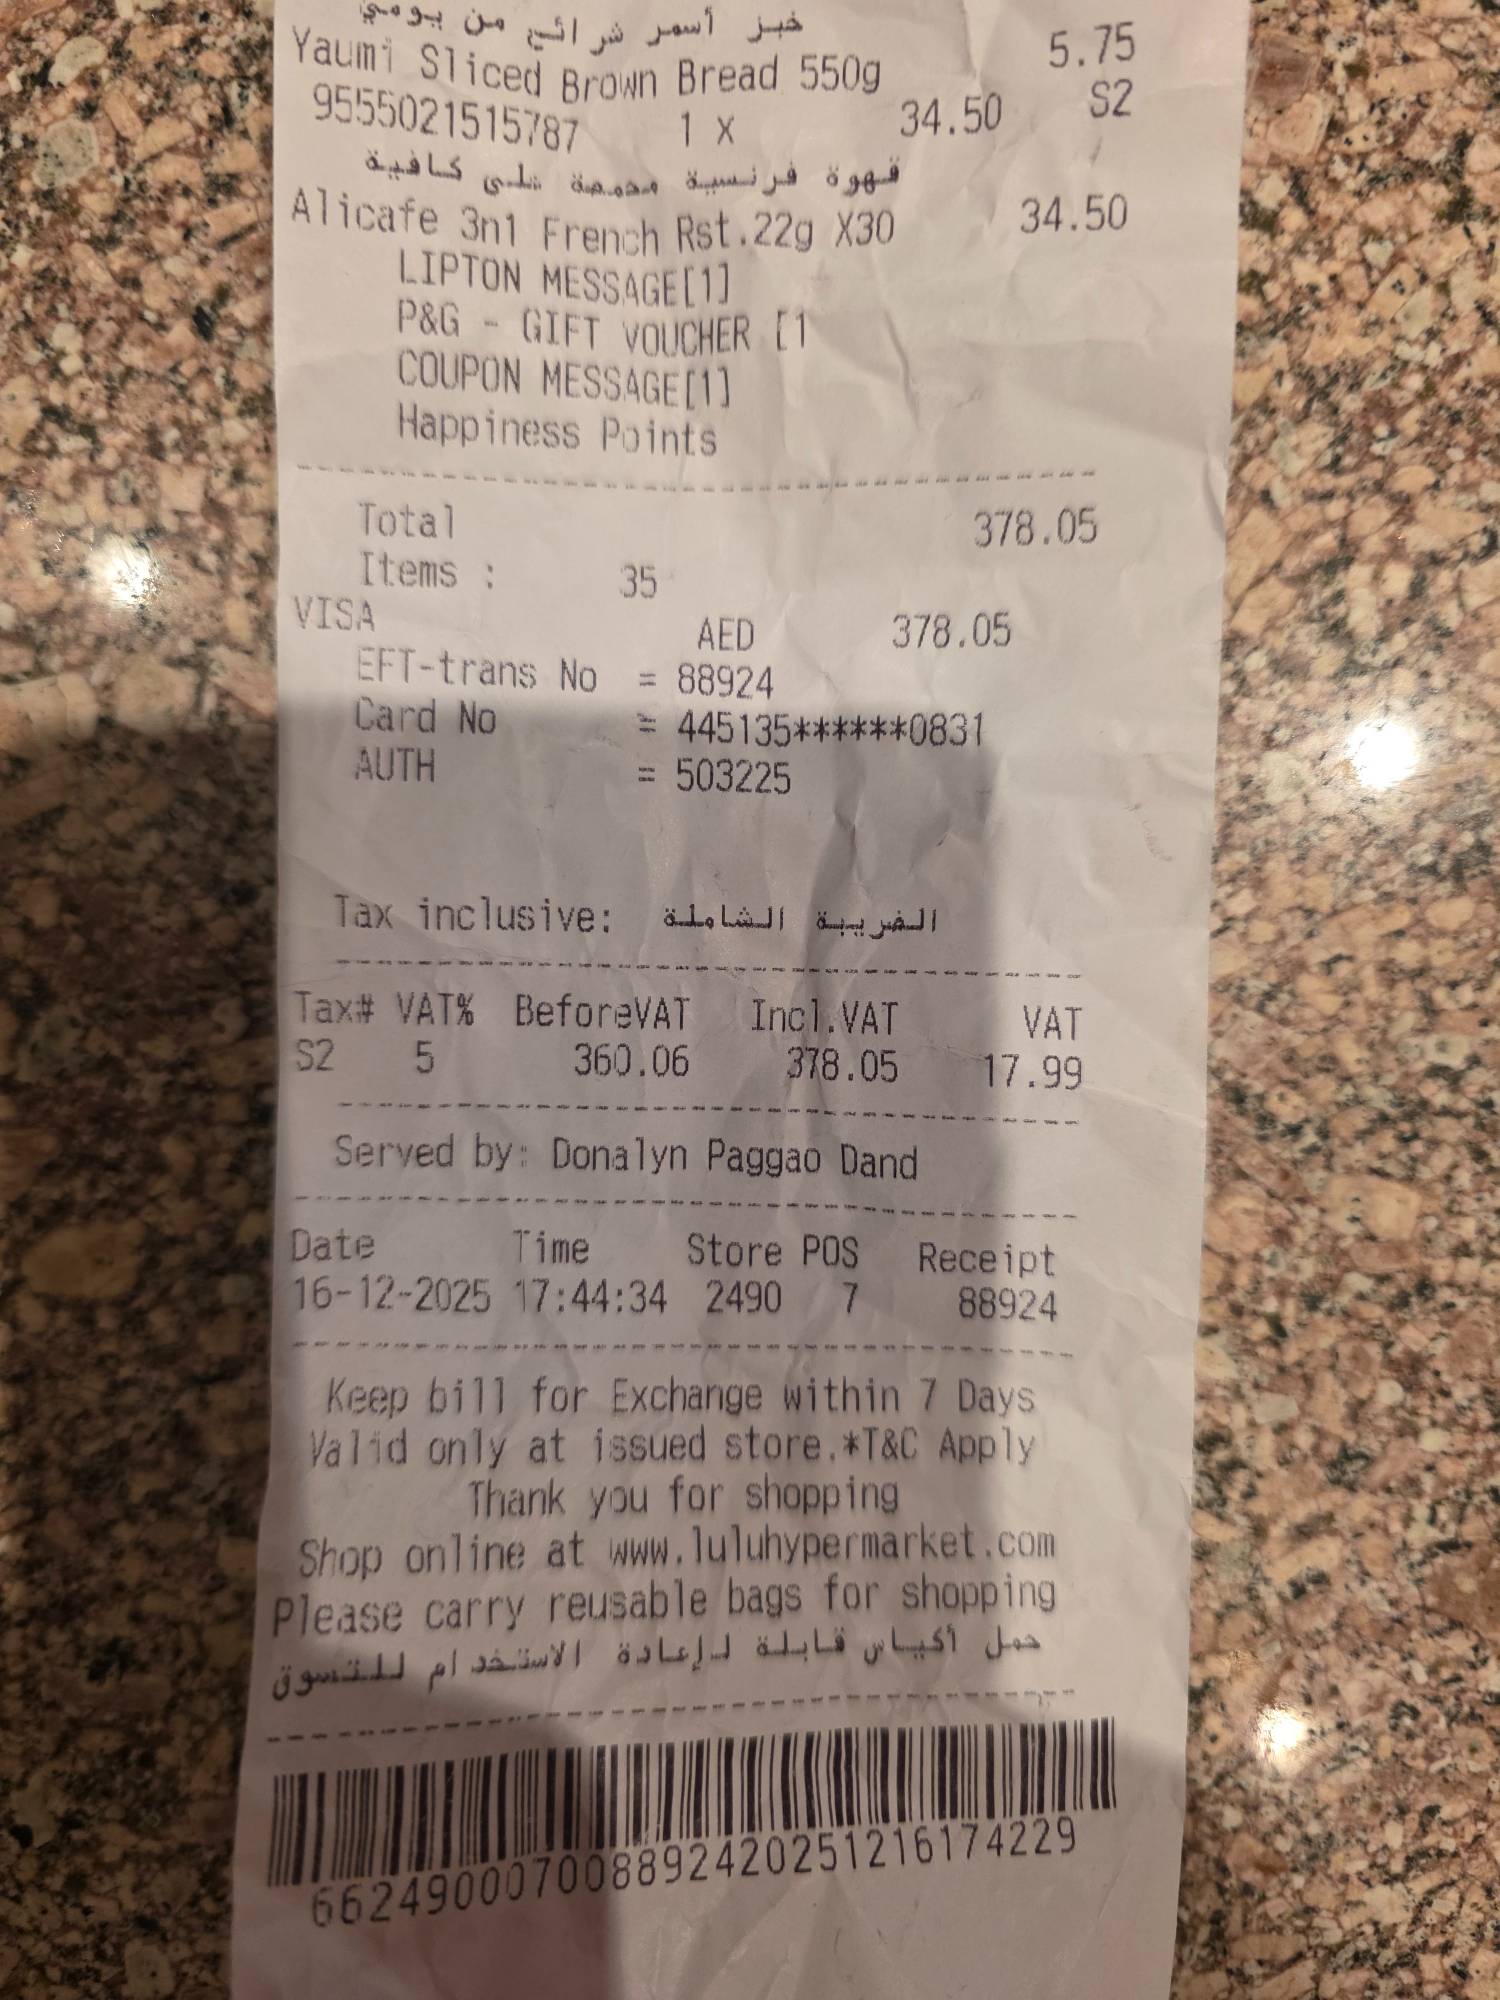 خبز أسمر شرائح من يومي
Yaumi Sliced Brown Bread 550g 5.75
9555021515787 1 X 34.50 S2
قهوة فرنسية محمصة علي كافية
Alicafe 3n1 French Rst.22g X30 34.50
LIPTON MESSAGE[1]
P&G - GIFT VOUCHER [1
COUPON MESSAGE[1]
Happiness Points
Total 378.05
Items : 35
VISA AED 378.05
EFT-trans No = 88924
Card No = 445135******0831
AUTH = 503225
Tax inclusive: الضريبة الشاملة
Tax# VAT% BeforeVAT Incl.VAT VAT
S2 5 360.06 378.05 17.99
Served by: Donalyn Paggao Dand
Date Time Store POS Receipt
16-12-2025 17:44:34 2490 7 88924
Keep bill for Exchange within 7 Days
Valid only at issued store.*T&C Apply
Thank you for shopping
Shop online at www.luluhypermarket.com
Please carry reusable bags for shopping
حمل أكياس قابلة لإعادة الاستخدام للتسوق
662490007008892420251216174229